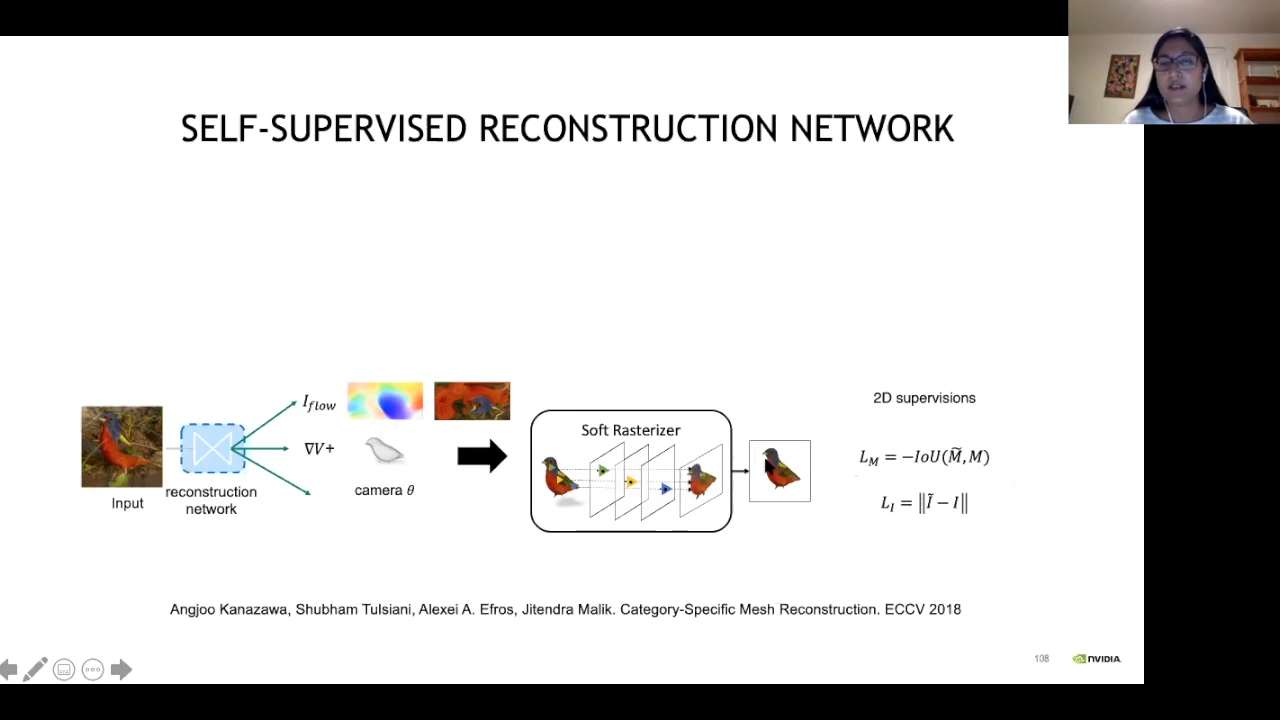 SELF-SUPERVISED RECONSTRUCTION NETWORK
I_flow
∇V+
camera θ
Input
reconstruction
network
Soft Rasterizer
2D supervisions
L_M = −IoU(M̃, M)
L_I = ‖Ĩ − I‖
Angjoo Kanazawa, Shubham Tulsiani, Alexei A. Efros, Jitendra Malik. Category-Specific Mesh Reconstruction. ECCV 2018
108
NVIDIA.